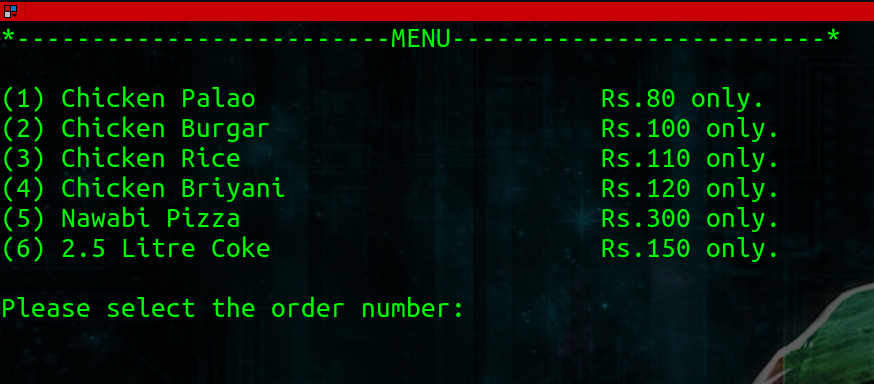 *-------------------------MENU-------------------------*
(1) Chicken Palao                       Rs.80 only.
(2) Chicken Burgar                      Rs.100 only.
(3) Chicken Rice                        Rs.110 only.
(4) Chicken Briyani                     Rs.120 only.
(5) Nawabi Pizza                        Rs.300 only.
(6) 2.5 Litre Coke                      Rs.150 only.
Please select the order number: